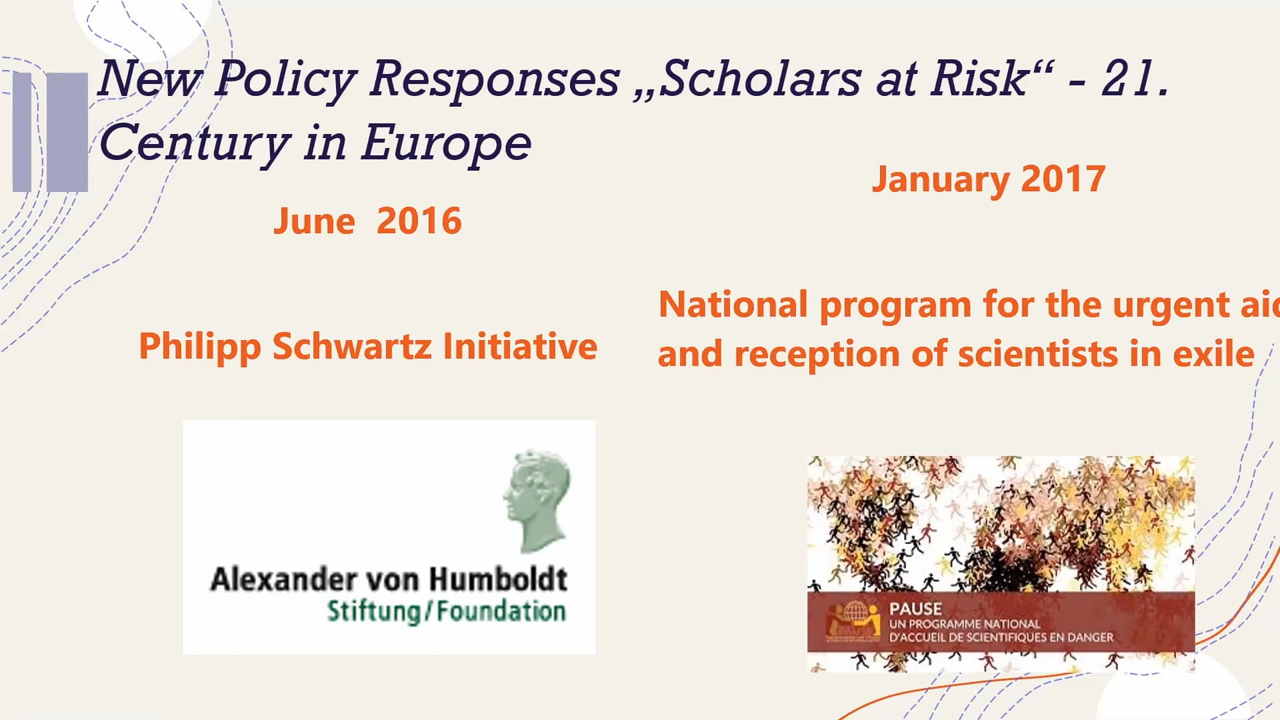 New Policy Responses „Scholars at Risk“ - 21.
Century in Europe
June 2016
Philipp Schwartz Initiative
January 2017
National program for the urgent aid
and reception of scientists in exile
Alexander von Humboldt
Stiftung/Foundation
PAUSE
UN PROGRAMME NATIONAL
D'ACCUEIL DE SCIENTIFIQUES EN DANGER